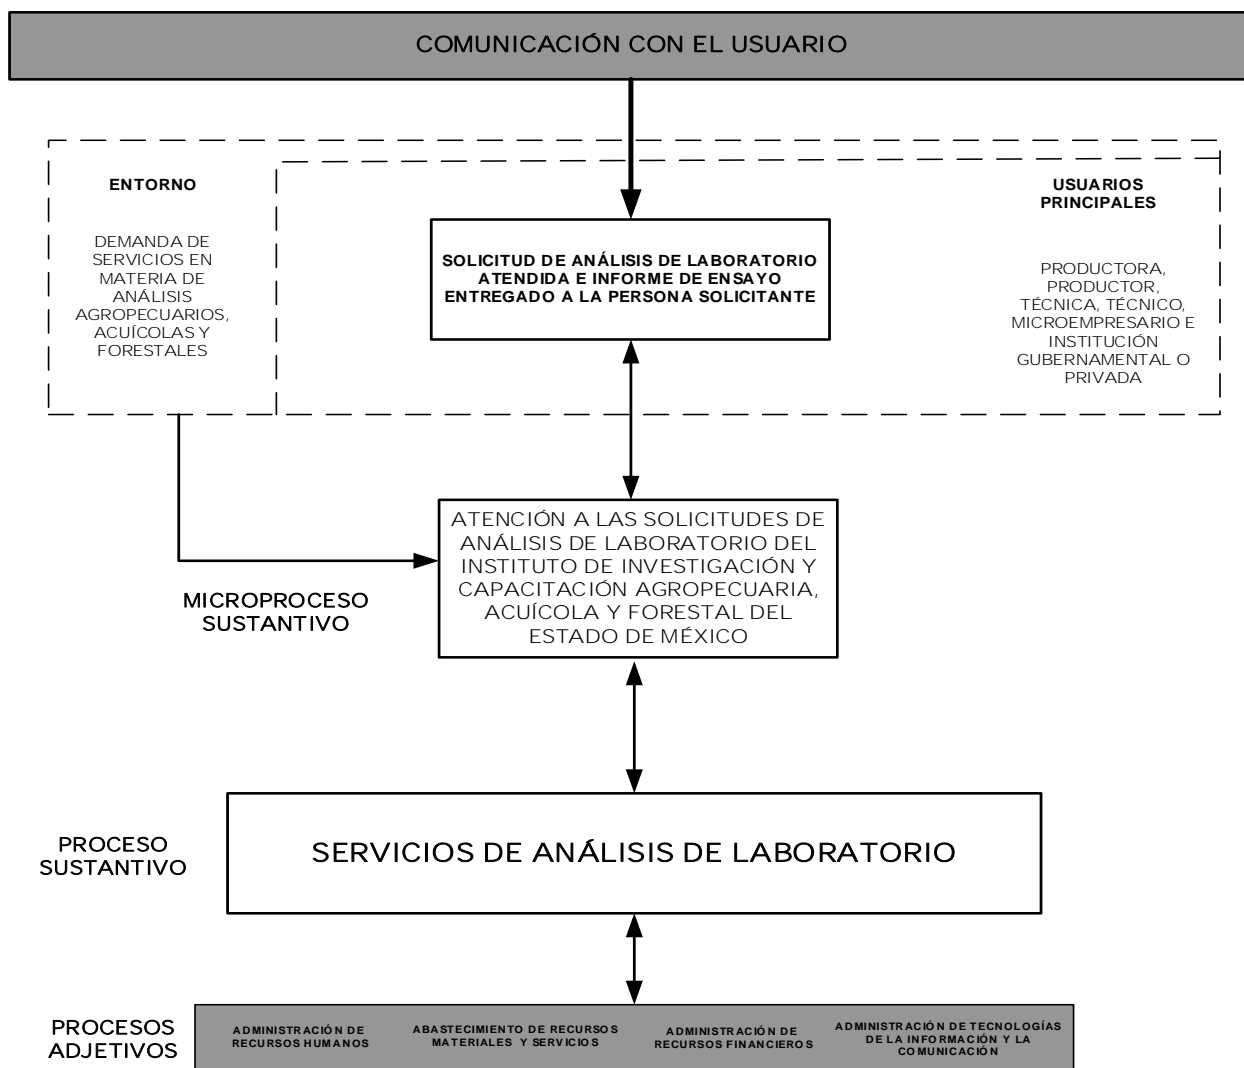 COMUNICACIÓN CON EL USUARIO
ENTORNO
DEMANDA DE
SERVICIOS EN
MATERIA DE
ANÁLISIS
AGROPECUARIOS,
ACUÍCOLAS Y
FORESTALES
SOLICITUD DE ANÁLISIS DE LABORATORIO
ATENDIDA E INFORME DE ENSAYO
ENTREGADO A LA PERSONA SOLICITANTE
USUARIOS
PRINCIPALES
PRODUCTORA,
PRODUCTOR,
TÉCNICA, TÉCNICO,
MICROEMPRESARIO E
INSTITUCIÓN
GUBERNAMENTAL O
PRIVADA
ATENCIÓN A LAS SOLICITUDES DE
ANÁLISIS DE LABORATORIO DEL
INSTITUTO DE INVESTIGACIÓN Y
CAPACITACIÓN AGROPECUARIA,
ACUÍCOLA Y FORESTAL DEL
ESTADO DE MÉXICO
MICROPROCESO
SUSTANTIVO
PROCESO
SUSTANTIVO
SERVICIOS DE ANÁLISIS DE LABORATORIO
PROCESOS
ADJETIVOS
ADMINISTRACIÓN DE
RECURSOS HUMANOS
ABASTECIMIENTO DE RECURSOS
MATERIALES Y SERVICIOS
ADMINISTRACIÓN DE
RECURSOS FINANCIEROS
ADMINISTRACIÓN DE TECNOLOGÍAS
DE LA INFORMACIÓN Y LA
COMUNICACIÓN